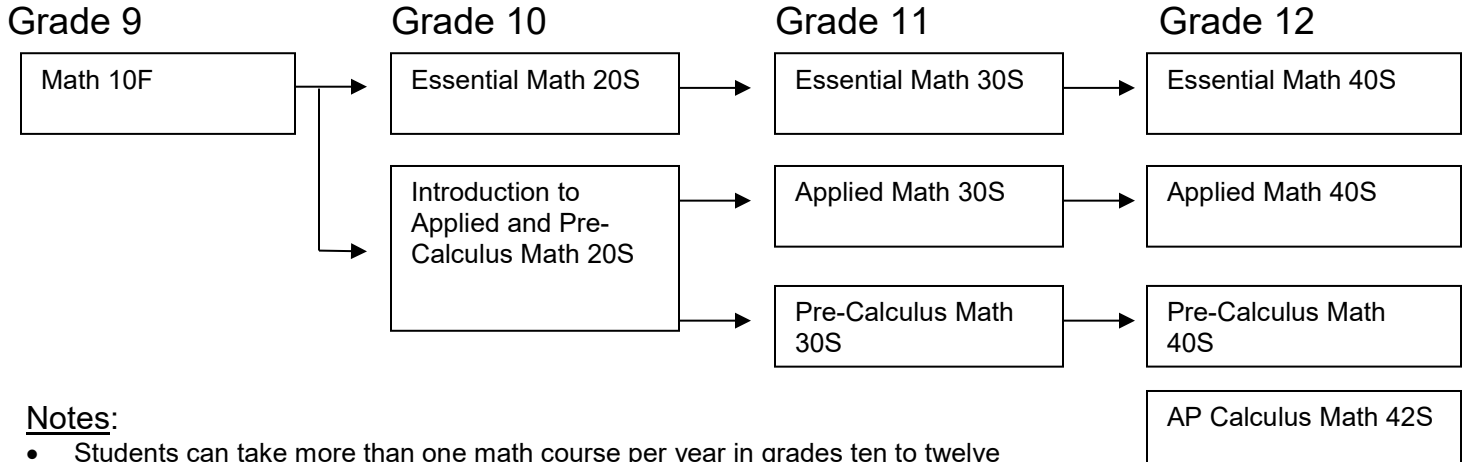 Grade 9
Grade 10
Grade 11
Grade 12
Math 10F
Essential Math 20S
Essential Math 30S
Essential Math 40S
Introduction to
Applied and Pre-
Calculus Math 20S
Applied Math 30S
Applied Math 40S
Pre-Calculus Math
30S
Pre-Calculus Math
40S
AP Calculus Math 42S
Notes:
• Students can take more than one math course per year in grades ten to twelve